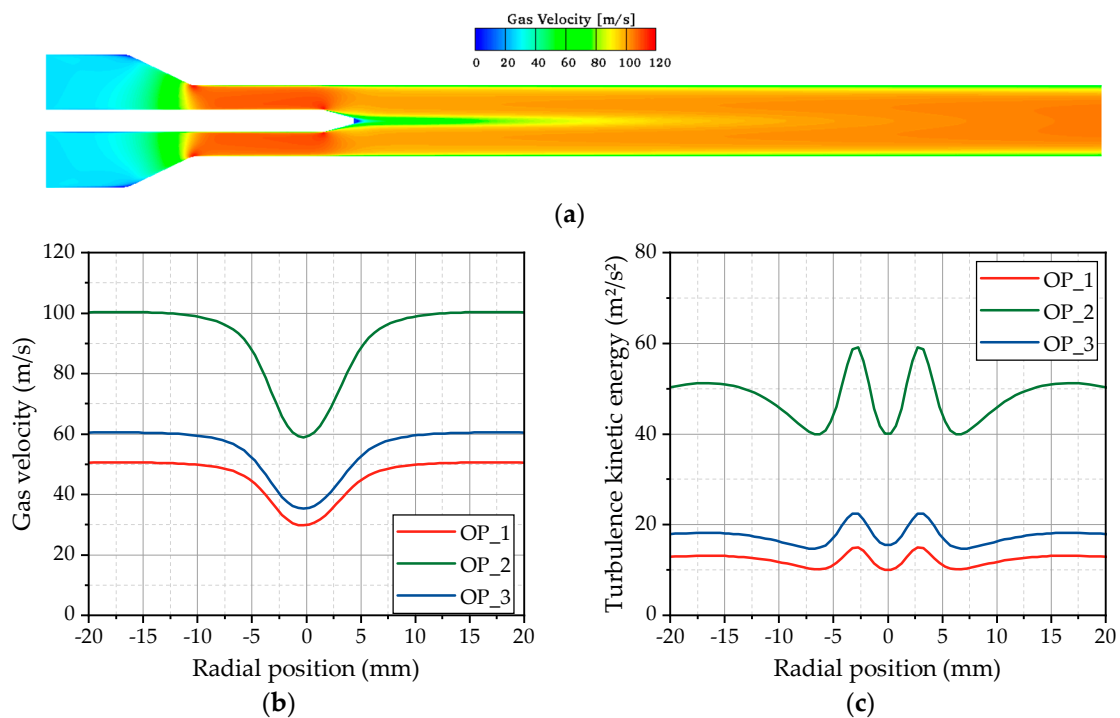 Gas Velocity [m/s]
0 20 40 60 80 100 120
(a)
120
100
80
60
40
20
0
Gas velocity (m/s)
OP_1
OP_2
OP_3
-20 -15 -10 -5 0 5 10 15 20
Radial position (mm)
(b)
80
60
40
20
0
Turbulence kinetic energy (m²/s²)
OP_1
OP_2
OP_3
-20 -15 -10 -5 0 5 10 15 20
Radial position (mm)
(c)